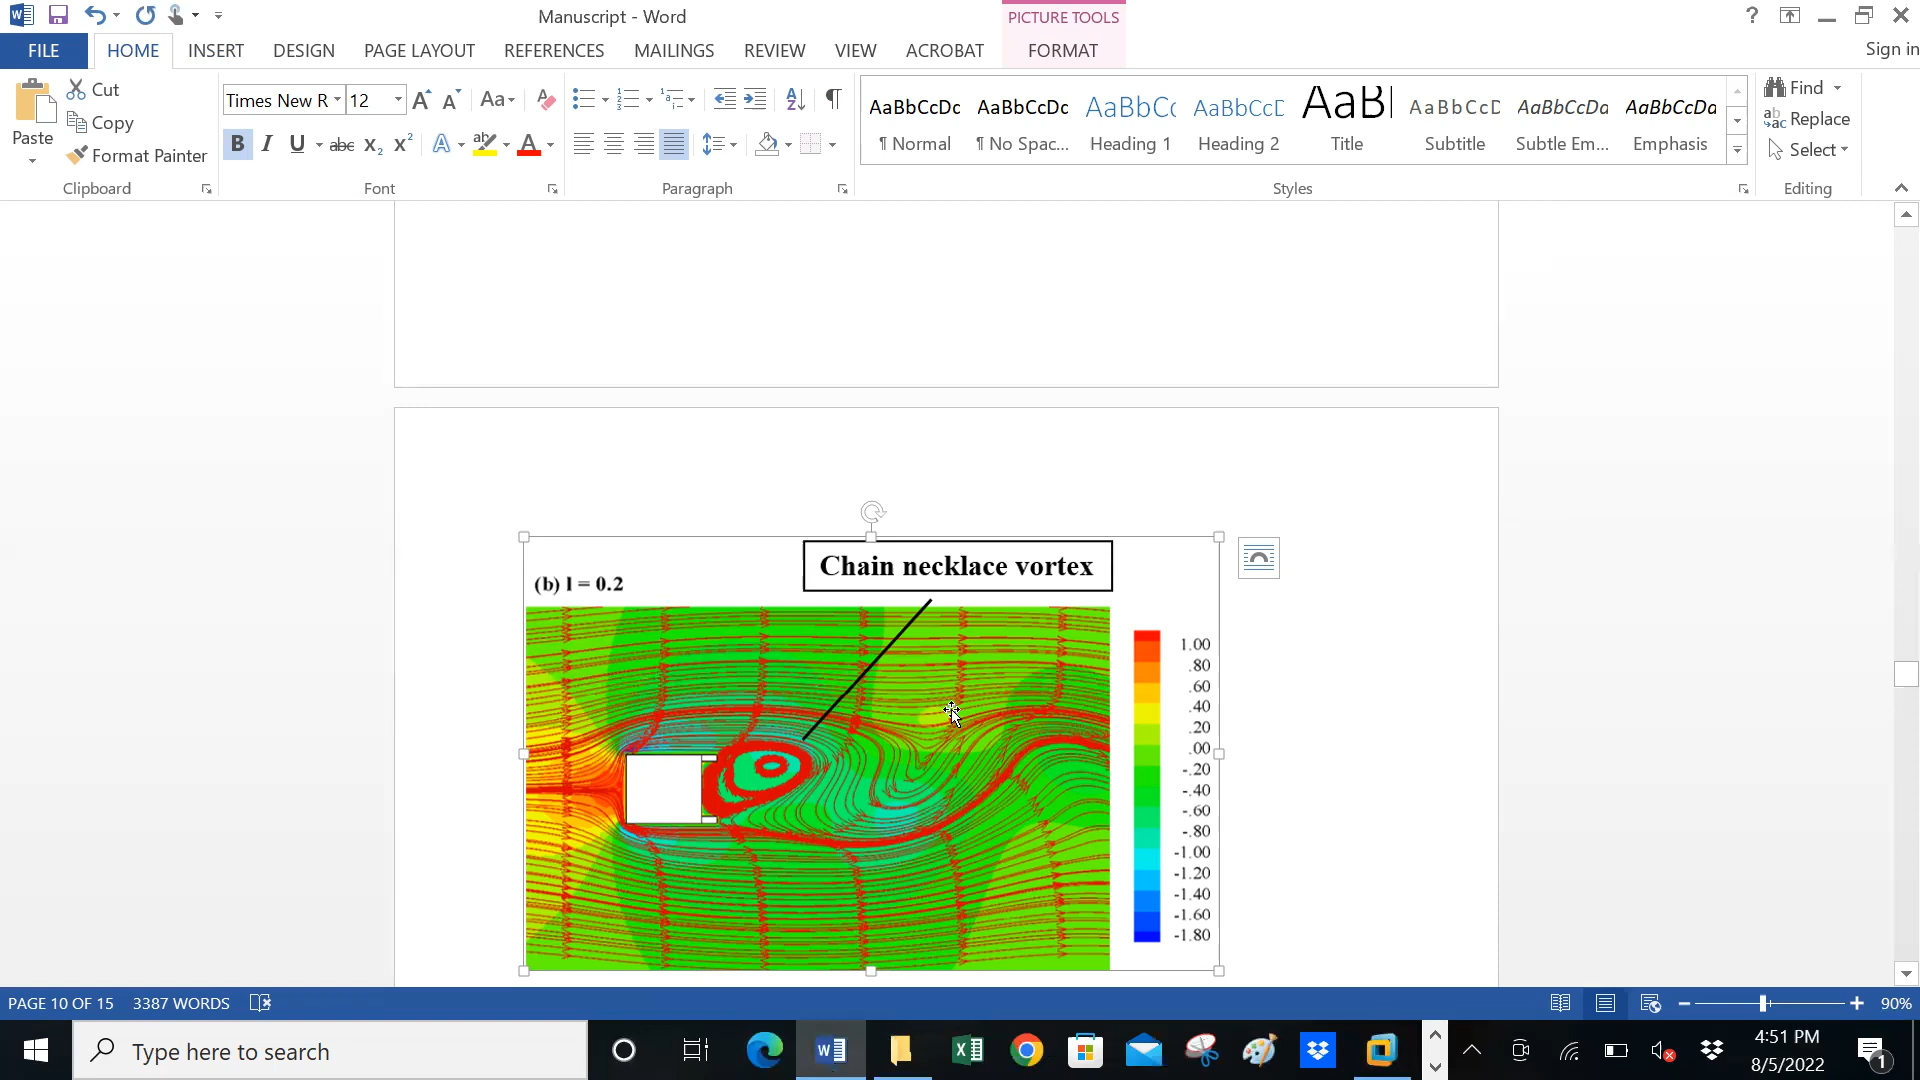 Manuscript - Word
PICTURE TOOLS
FILE HOME INSERT DESIGN PAGE LAYOUT REFERENCES MAILINGS REVIEW VIEW ACROBAT FORMAT Sign in
Paste
Cut
Copy
Format Painter
Clipboard
Times New R 12
Font
Paragraph
AaBbCcDc AaBbCcDc AaBbC( AaBbCcD AaB AaBbCcD AaBbCcDa AaBbCcDa
¶ Normal ¶ No Spac... Heading 1 Heading 2 Title Subtitle Subtle Em... Emphasis
Styles
Find
Replace
Select
Editing
Chain necklace vortex
(b) l = 0.2
1.00
.80
.60
.40
.20
.00
-.20
-.40
-.60
-.80
-1.00
-1.20
-1.40
-1.60
-1.80
PAGE 10 OF 15 3387 WORDS 90%
Type here to search
4:51 PM
8/5/2022
1